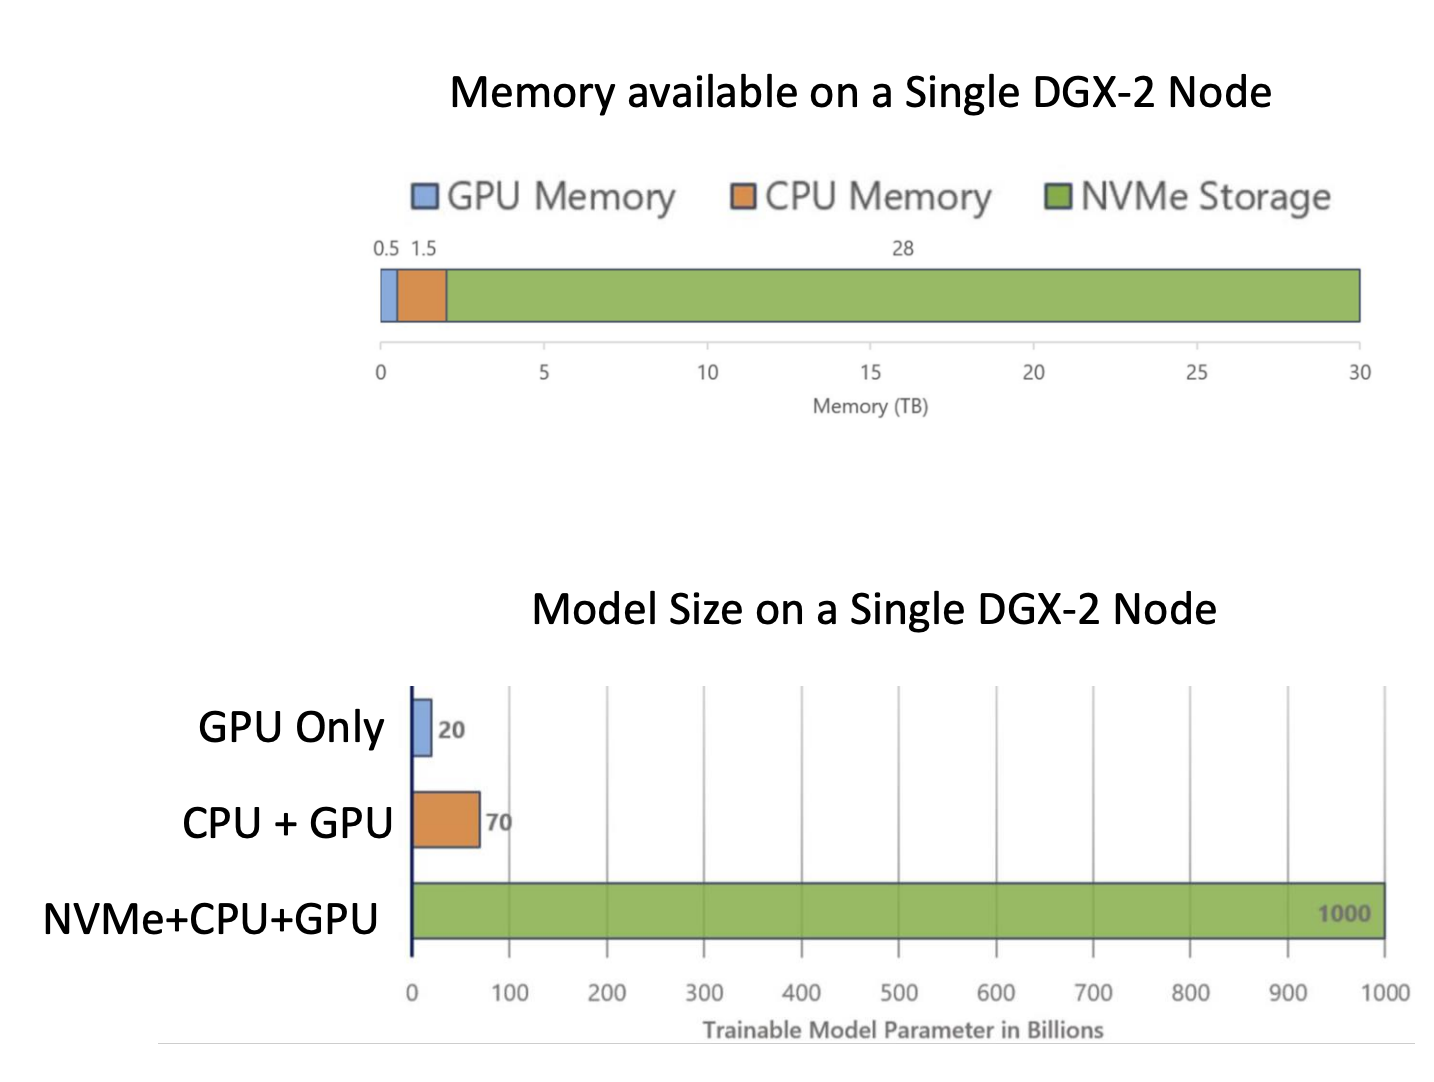 Memory available on a Single DGX-2 Node
GPU Memory CPU Memory NVMe Storage
0.5 1.5 28
0 5 10 15 20 25 30
Memory (TB)
Model Size on a Single DGX-2 Node
GPU Only 20
CPU + GPU 70
NVMe+CPU+GPU 1000
0 100 200 300 400 500 600 700 800 900 1000
Trainable Model Parameter in Billions